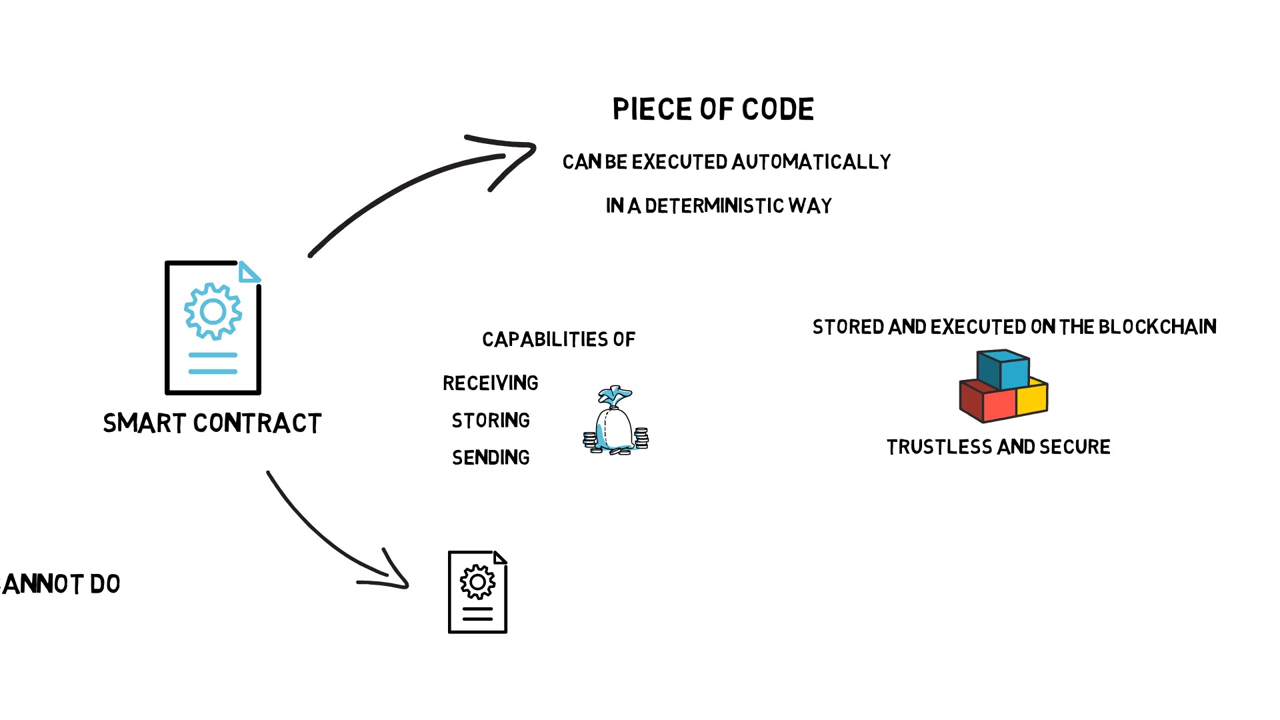 PIECE OF CODE
CAN BE EXECUTED AUTOMATICALLY
IN A DETERMINISTIC WAY
SMART CONTRACT
CAPABILITIES OF
RECEIVING
STORING
SENDING
STORED AND EXECUTED ON THE BLOCKCHAIN
TRUSTLESS AND SECURE
DO